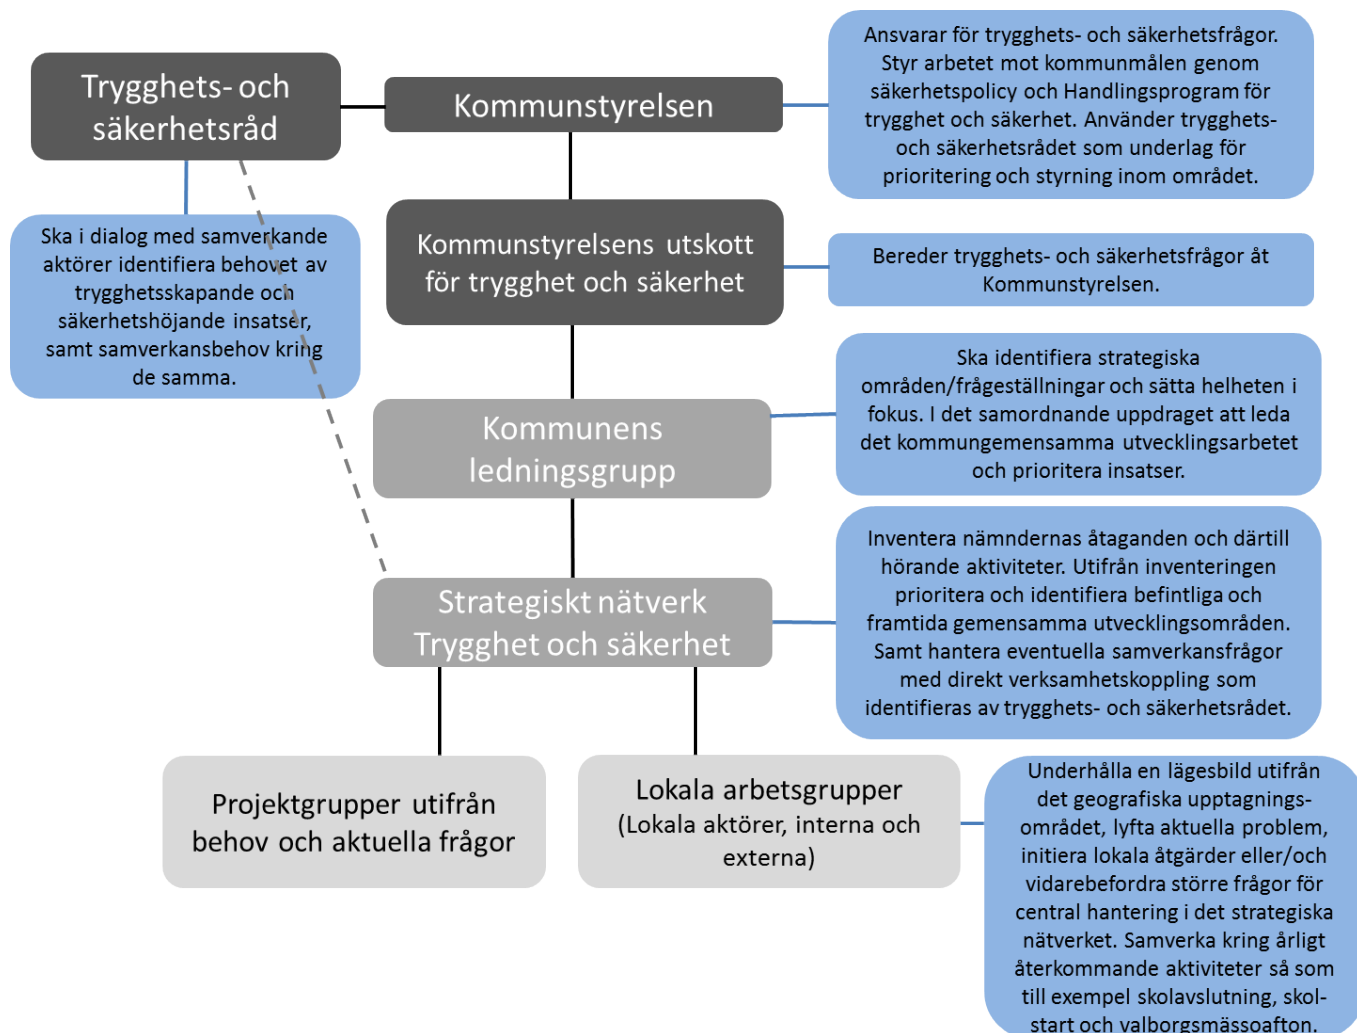 Trygghets- och
säkerhetsråd
Kommunstyrelsen
Ansvarar för trygghets- och säkerhetsfrågor.
Styr arbetet mot kommunmålen genom
säkerhetspolicy och Handlingsprogram för
trygghet och säkerhet. Använder trygghets-
och säkerhetsrådet som underlag för
prioritering och styrning inom området.
Ska i dialog med samverkande
aktörer identifiera behovet av
trygghetsskapande och
säkerhetshöjande insatser,
samt samverkansbehov kring
de samma.
Kommunstyrelsens utskott
för trygghet och säkerhet
Bereder trygghets- och säkerhetsfrågor åt
Kommunstyrelsen.
Kommunens
ledningsgrupp
Ska identifiera strategiska
områden/frågeställningar och sätta helheten i
fokus. I det samordnande uppdraget att leda
det kommungemensamma utvecklingsarbetet
och prioritera insatser.
Strategiskt nätverk
Trygghet och säkerhet
Inventera nämndernas åtaganden och därtill
hörande aktiviteter. Utifrån inventeringen
prioritera och identifiera befintliga och
framtida gemensamma utvecklingsområden.
Samt hantera eventuella samverkansfrågor
med direkt verksamhetskoppling som
identifieras av trygghets- och säkerhetsrådet.
Projektgrupper utifrån
behov och aktuella frågor
Lokala arbetsgrupper
(Lokala aktörer, interna och
externa)
Underhålla en lägesbild utifrån
det geografiska upptagnings-
området, lyfta aktuella problem,
initiera lokala åtgärder eller/och
vidarebefordra större frågor för
central hantering i det strategiska
nätverket. Samverka kring årligt
återkommande aktiviteter så som
till exempel skolavslutning, skol-
start och valborgsmässoafton.